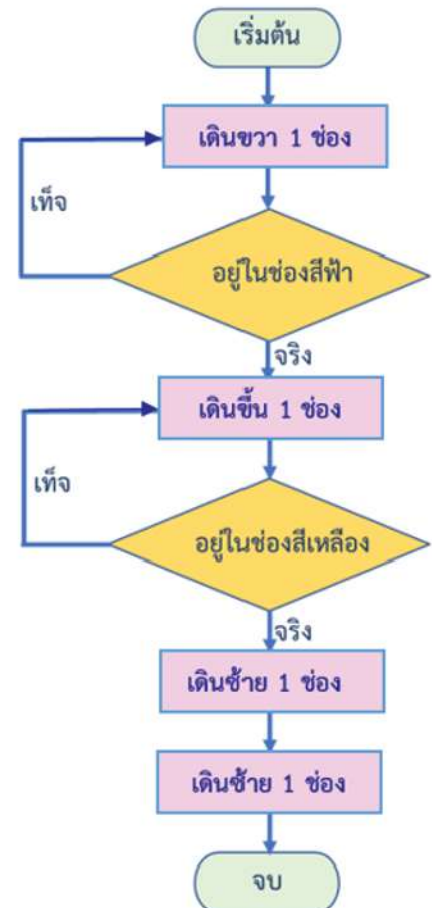 เริ่มต้น
เดินขวา 1 ช่อง
เท็จ
อยู่ในช่องสีฟ้า
จริง
เดินขึ้น 1 ช่อง
เท็จ
อยู่ในช่องสีเหลือง
จริง
เดินซ้าย 1 ช่อง
เดินซ้าย 1 ช่อง
จบ